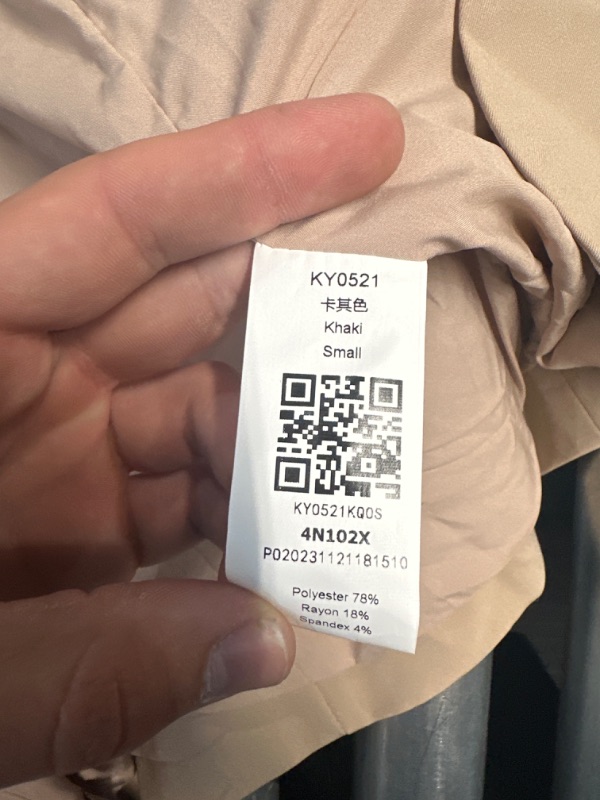 KY0521
卡其色
Khaki
Small
KY0521KQ0S
4N102X
P020231121181510
Polyester 78%
Rayon 18%
Spandex 4%